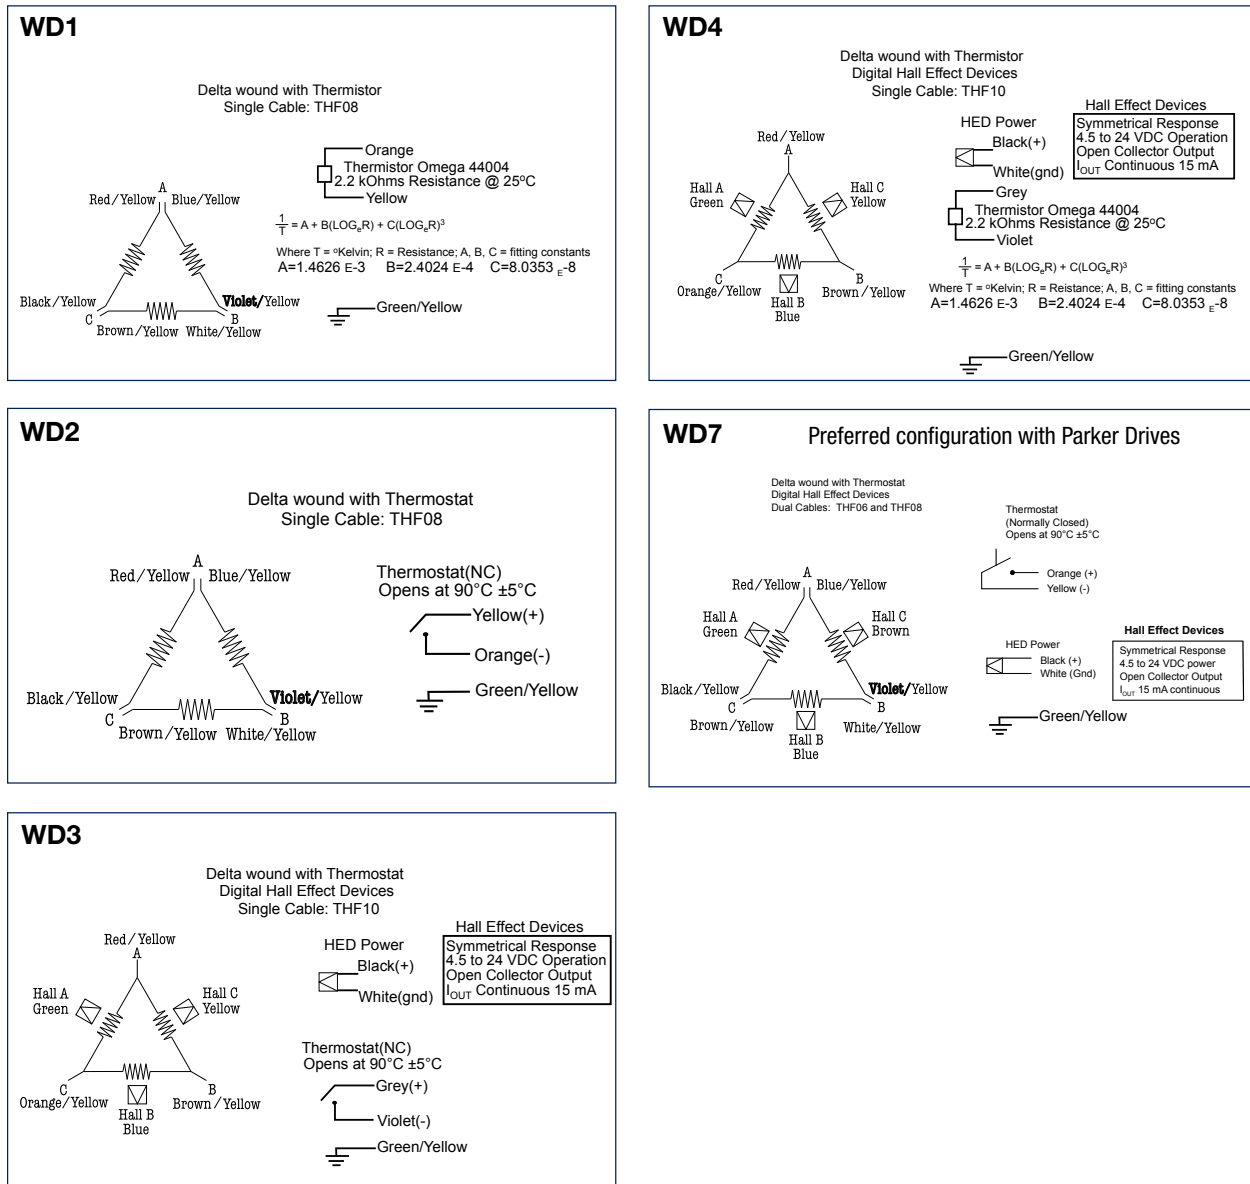 WD1
Delta wound with Thermistor
Single Cable: THF08
Orange
Thermistor Omega 44004
2.2 kOhms Resistance @ 25ºC
Yellow
A
Red/Yellow Blue/Yellow
1/T = A + B(LOGeR) + C(LOGeR)³
Where T = ºKelvin; R = Resistance; A, B, C = fitting constants
A=1.4626 E-3 B=2.4024 E-4 C=8.0353 E-8
Black/Yellow Violet/Yellow
C B
Brown/Yellow White/Yellow
Green/Yellow
WD4
Delta wound with Thermistor
Digital Hall Effect Devices
Single Cable: THF10
Hall Effect Devices
Symmetrical Response
4.5 to 24 VDC Operation
Open Collector Output
IOUT Continuous 15 mA
HED Power
Black(+)
White(gnd)
Red/Yellow
A
Hall A
Green
Hall C
Yellow
Grey
Thermistor Omega 44004
2.2 kOhms Resistance @ 25ºC
Violet
C B
Orange/Yellow Brown/Yellow
Hall B
Blue
1/T = A + B(LOGeR) + C(LOGeR)³
Where T = ºKelvin; R = Reistance; A, B, C = fitting constants
A=1.4626 E-3 B=2.4024 E-4 C=8.0353 E-8
Green/Yellow
WD2
Delta wound with Thermostat
Single Cable: THF08
A
Red/Yellow Blue/Yellow
Thermostat(NC)
Opens at 90°C ±5°C
Yellow(+)
Orange(-)
Black/Yellow Violet/Yellow
C B
Brown/Yellow White/Yellow
Green/Yellow
WD7 Preferred configuration with Parker Drives
Delta wound with Thermostat
Digital Hall Effect Devices
Dual Cables: THF06 and THF08
Thermostat
(Normally Closed)
Opens at 90°C ±5°C
Orange (+)
Yellow (-)
A
Red/Yellow Blue/Yellow
Hall A
Green
Hall C
Brown
HED Power
Black (+)
White (Gnd)
Hall Effect Devices
Symmetrical Response
4.5 to 24 VDC power
Open Collector Output
IOUT 15 mA continuous
Black/Yellow Violet/Yellow
C B
Brown/Yellow White/Yellow
Hall B
Blue
Green/Yellow
WD3
Delta wound with Thermostat
Digital Hall Effect Devices
Single Cable: THF10
Hall Effect Devices
Symmetrical Response
4.5 to 24 VDC Operation
Open Collector Output
IOUT Continuous 15 mA
HED Power
Black(+)
White(gnd)
Red/Yellow
A
Hall A
Green
Hall C
Yellow
Thermostat(NC)
Opens at 90°C ±5°C
Grey(+)
Violet(-)
C B
Orange/Yellow Brown/Yellow
Hall B
Blue
Green/Yellow